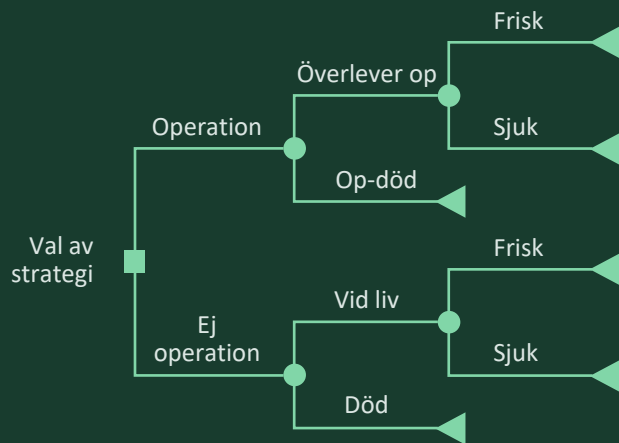 Frisk
Överlever op
Operation
Sjuk
Op-död
Val av
strategi
Frisk
Vid liv
Ej
operation
Sjuk
Död